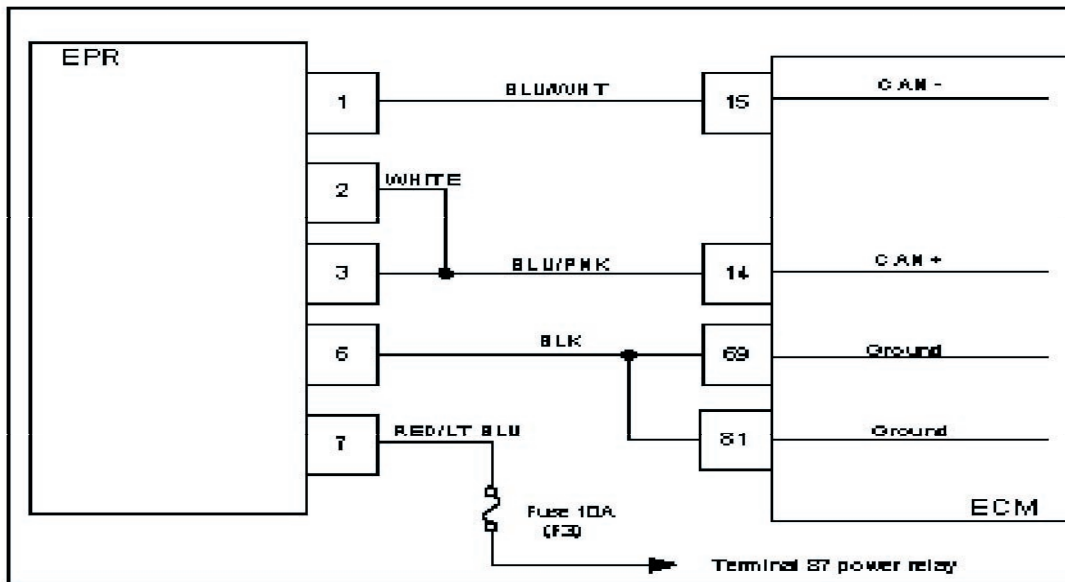 EPR
1
BLU/WHT
15
CAN -
2
WHITE
3
BLU/PNK
14
CAN +
6
BLK
69
Ground
7
RED/LT BLU
81
Ground
Fuse 10A
(F3)
ECM
Terminal 87 power relay